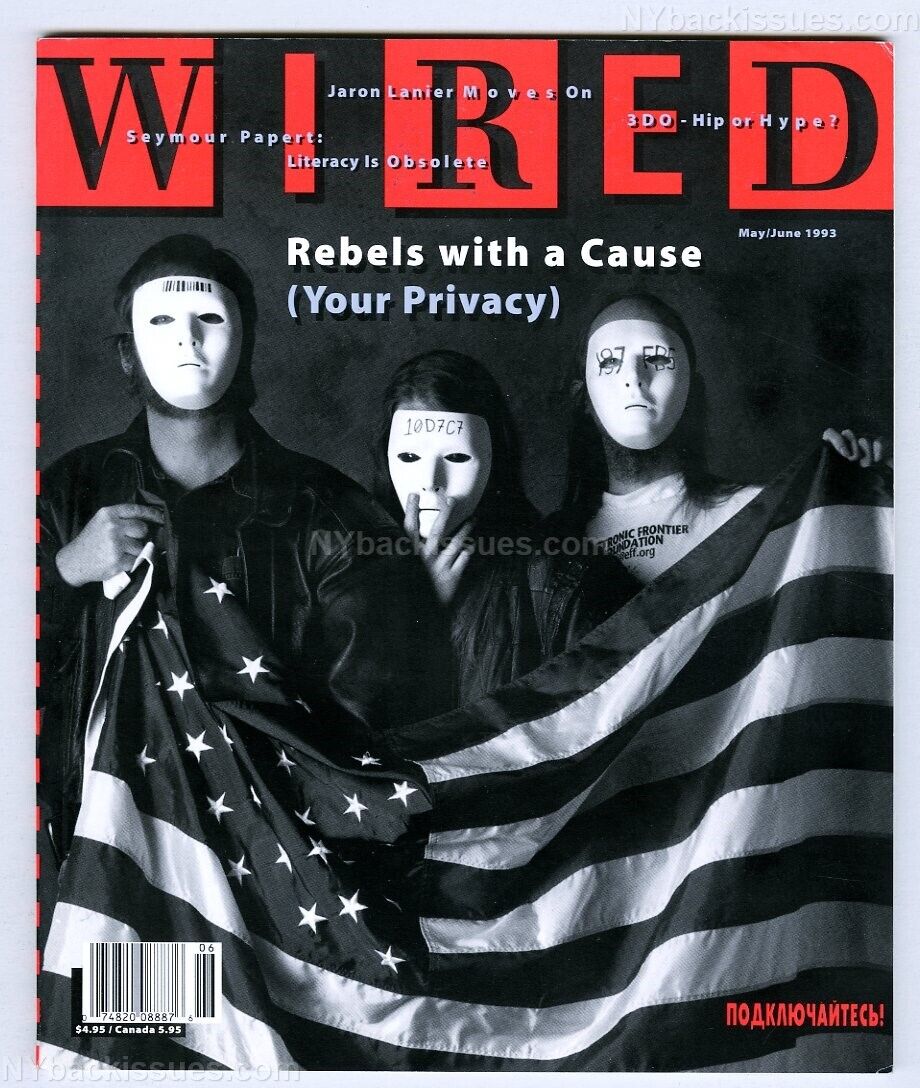 NYbackissues.com
WIRED
Jaron Lanier Moves On
3DO - Hip or Hype?
Seymour Papert:
Literacy Is Obsolete
May/June 1993
Rebels with a Cause
(Your Privacy)
10D7C7
NYbackissues.com
RONIC FRONTIER
UNDATION
eff.org
06
0 74820 08887 6
$4.95 / Canada 5.95
ПОДКЛЮЧАЙТЕСЬ!
NYbackissues.com